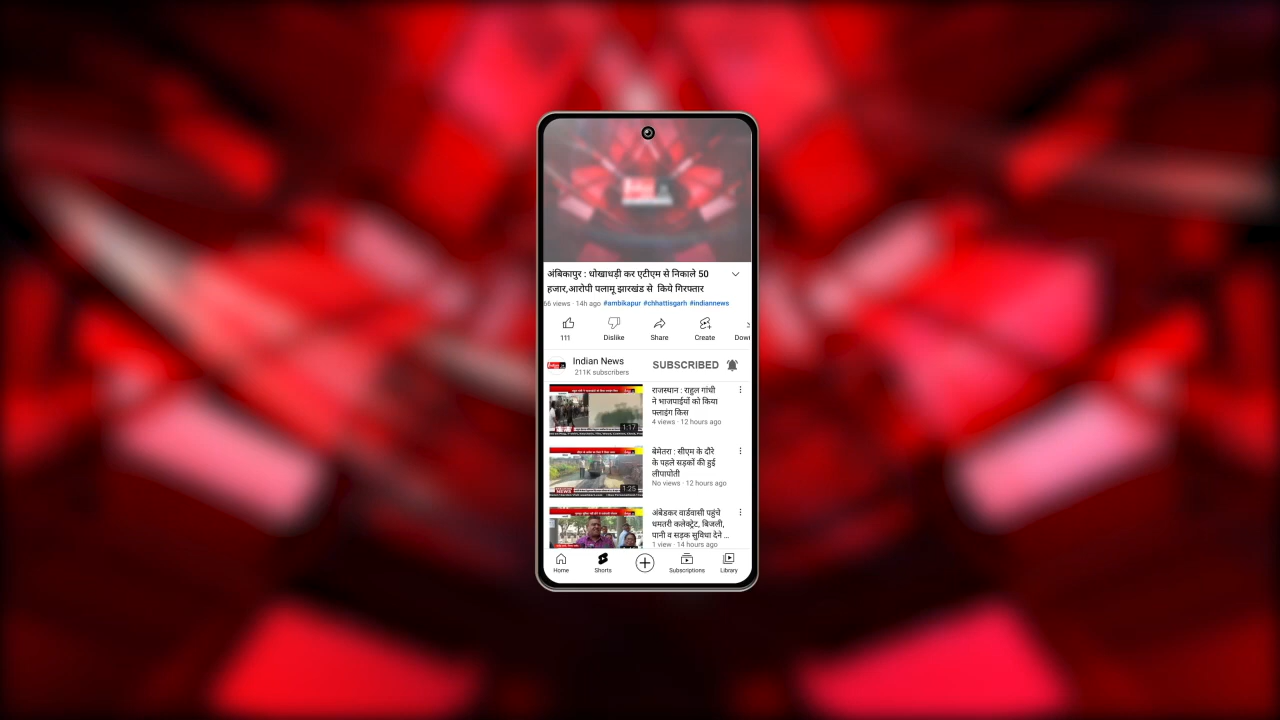 अंबिकापुर : धोखाधड़ी कर एटीएम से निकाले 50
हजार,आरोपी पलामू झारखंड से किये गिरफ्तार
66 views · 14h ago #ambikapur #chhattisgarh #indiannews
111
Dislike
Share
Create
Down
Indian News
211K subscribers
SUBSCRIBED
राजस्थान : राहुल गांधी
ने भाजपाईयों को किया
फ्लाइंग किस
4 views · 12 hours ago
1:17
बेमेतरा : सीएम के दौरे
के पहले सड़कों की हुई
लीपापोती
No views · 12 hours ago
1:25
अंबेडकर वार्डवासी पहुंचे
धमतरी कलेक्ट्रेट, बिजली,
पानी व सड़क सुविधा देने ...
1 view · 14 hours ago
Home
Shorts
Subscriptions
Library